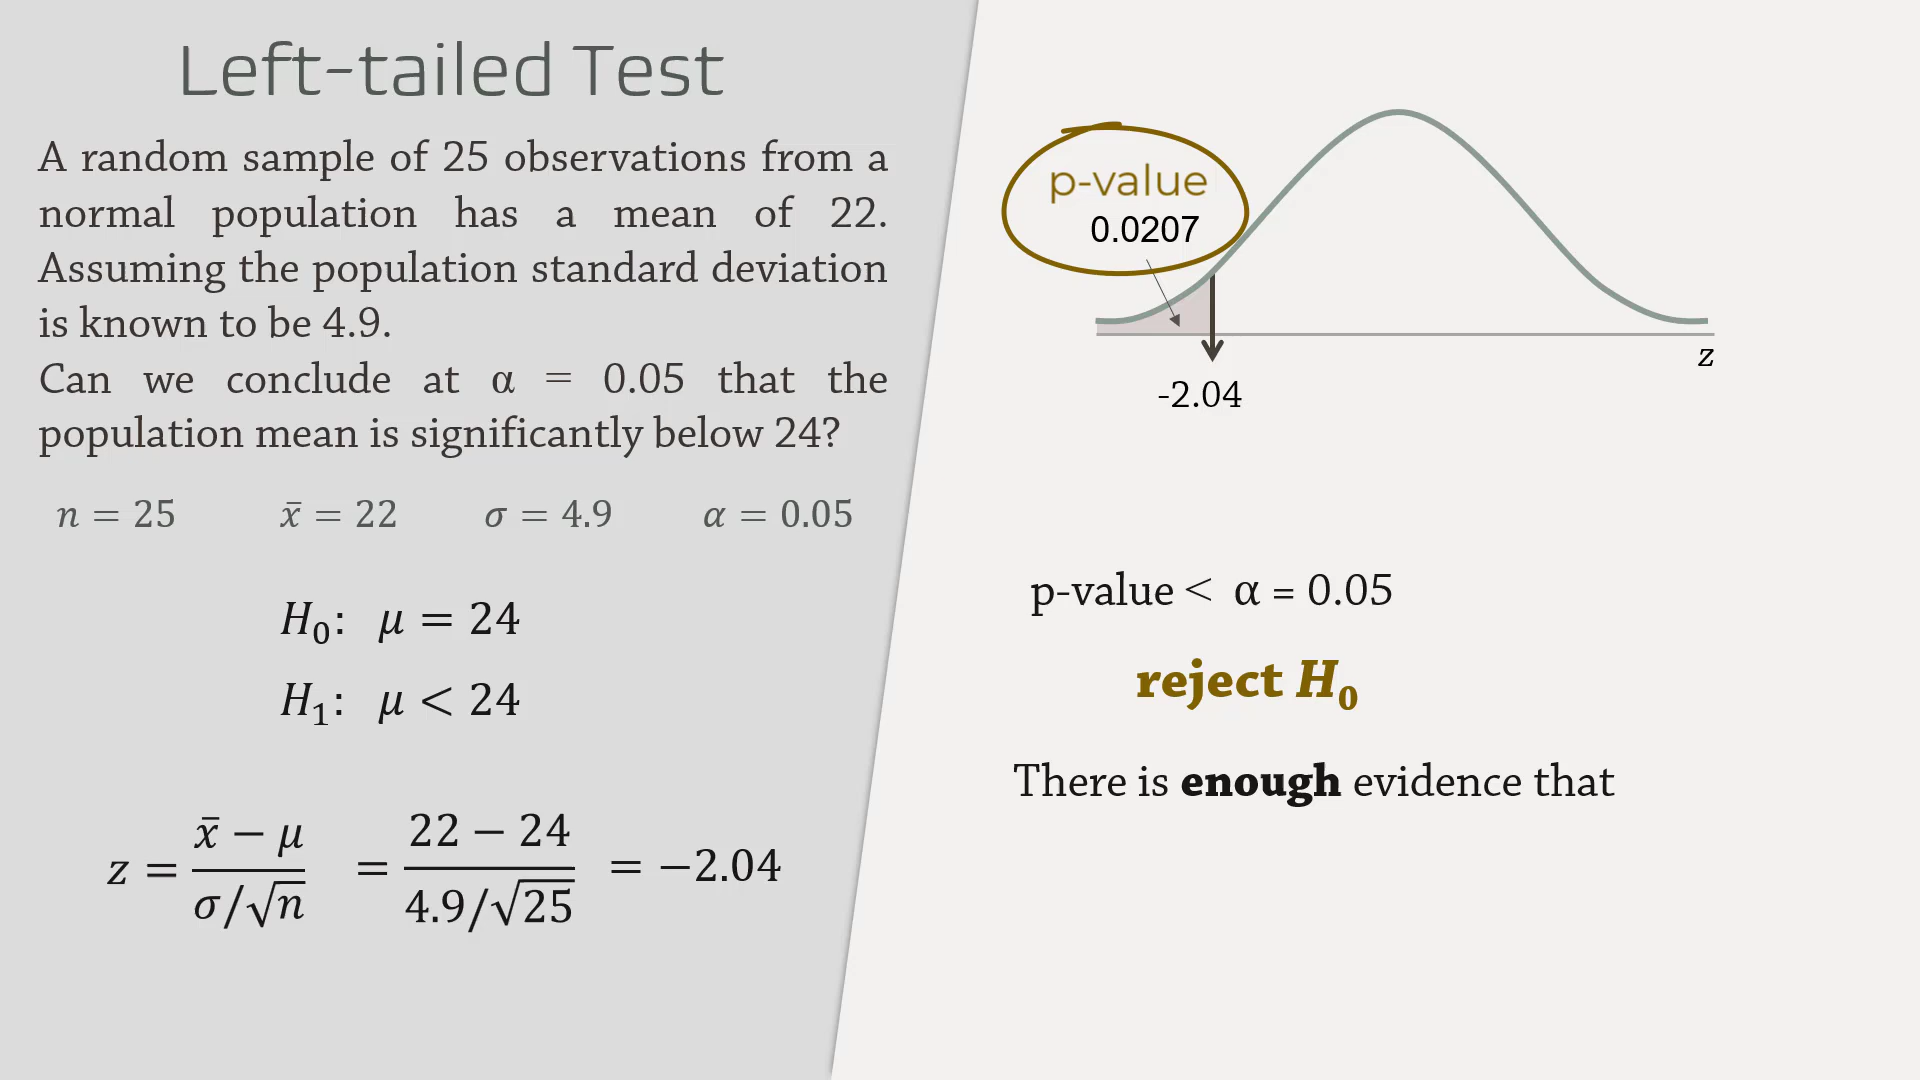 Left-tailed Test
A random sample of 25 observations from a
normal population has a mean of 22.
Assuming the population standard deviation
is known to be 4.9.
Can we conclude at α = 0.05 that the
population mean is significantly below 24?
n = 25 x̄ = 22 σ = 4.9 α = 0.05
H₀: μ = 24
H₁: μ < 24
z = (x̄ − μ)/(σ/√n) = (22 − 24)/(4.9/√25) = −2.04
p-value
0.0207
z
-2.04
p-value < α = 0.05
reject H₀
There is enough evidence that